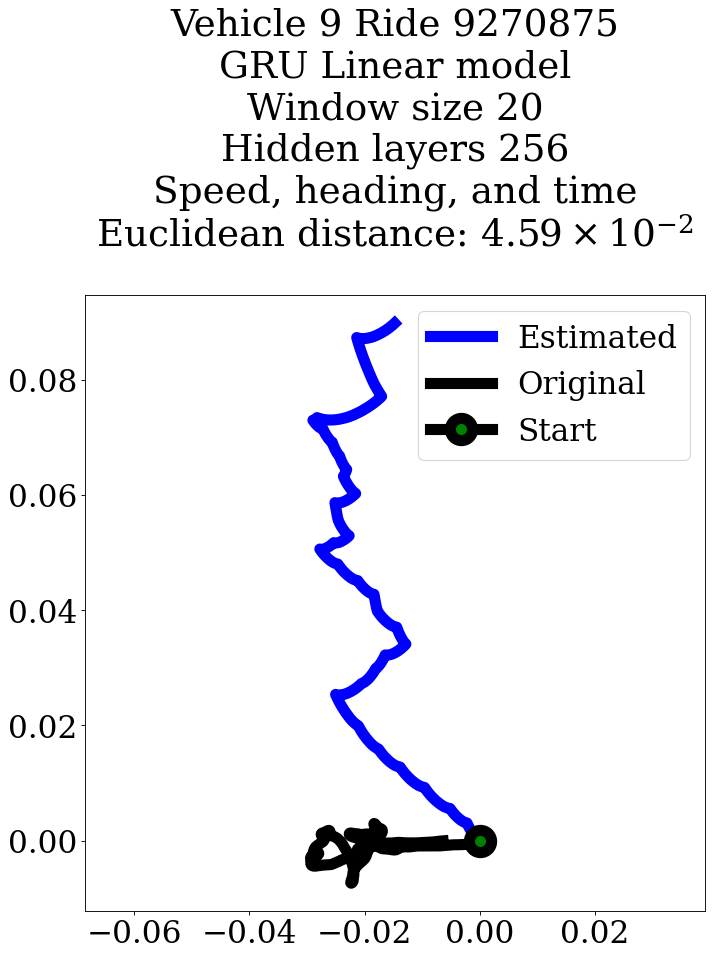 Vehicle 9 Ride 9270875
GRU Linear model
Window size 20
Hidden layers 256
Speed, heading, and time
Euclidean distance: 4.59 × 10⁻²
Estimated
Original
Start
0.08
0.06
0.04
0.02
0.00
−0.06 −0.04 −0.02 0.00 0.02